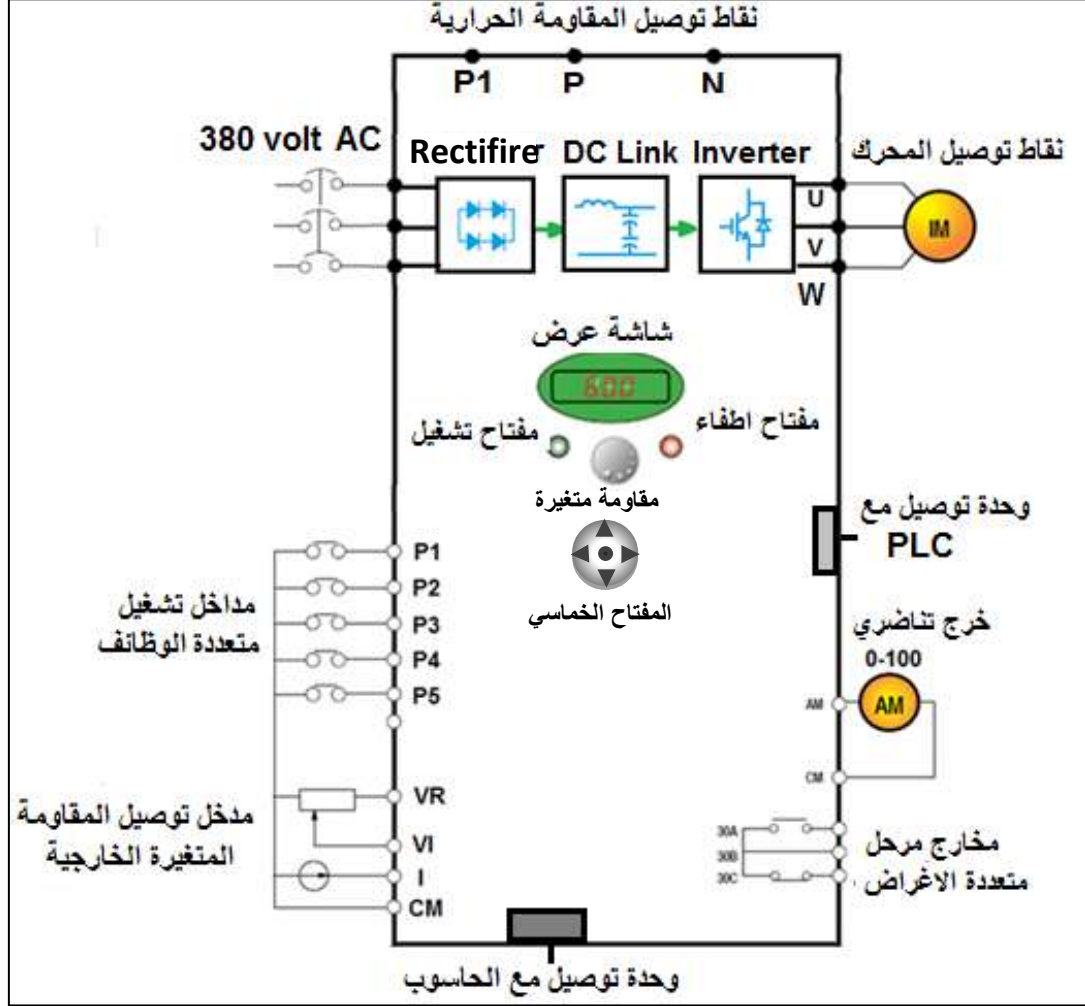 نقاط توصيل المقاومة الحرارية
P1 P N
380 volt AC
Rectifirer DC Link Inverter
نقاط توصيل المحرك
U
V
W
IM
شاشة عرض
600
مفتاح تشغيل
مفتاح اطفاء
مقاومة متغيرة
المفتاح الخماسي
وحدة توصيل مع
PLC
P1
P2
P3
P4
P5
مداخل تشغيل
متعددة الوظائف
خرج تناضري
0-100
AM
AM
CM
VR
VI
I
CM
مدخل توصيل المقاومة
المتغيرة الخارجية
30A
30B
30C
مخارج مرحل
متعددة الاغراض
وحدة توصيل مع الحاسوب